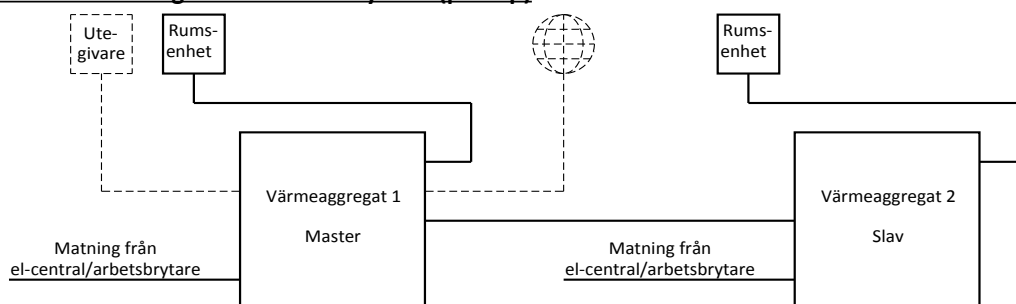 Ute-
givare
Rums-
enhet
Rums-
enhet
Värmeaggregat 1
Master
Värmeaggregat 2
Slav
Matning från
el-central/arbetsbrytare
Matning från
el-central/arbetsbrytare